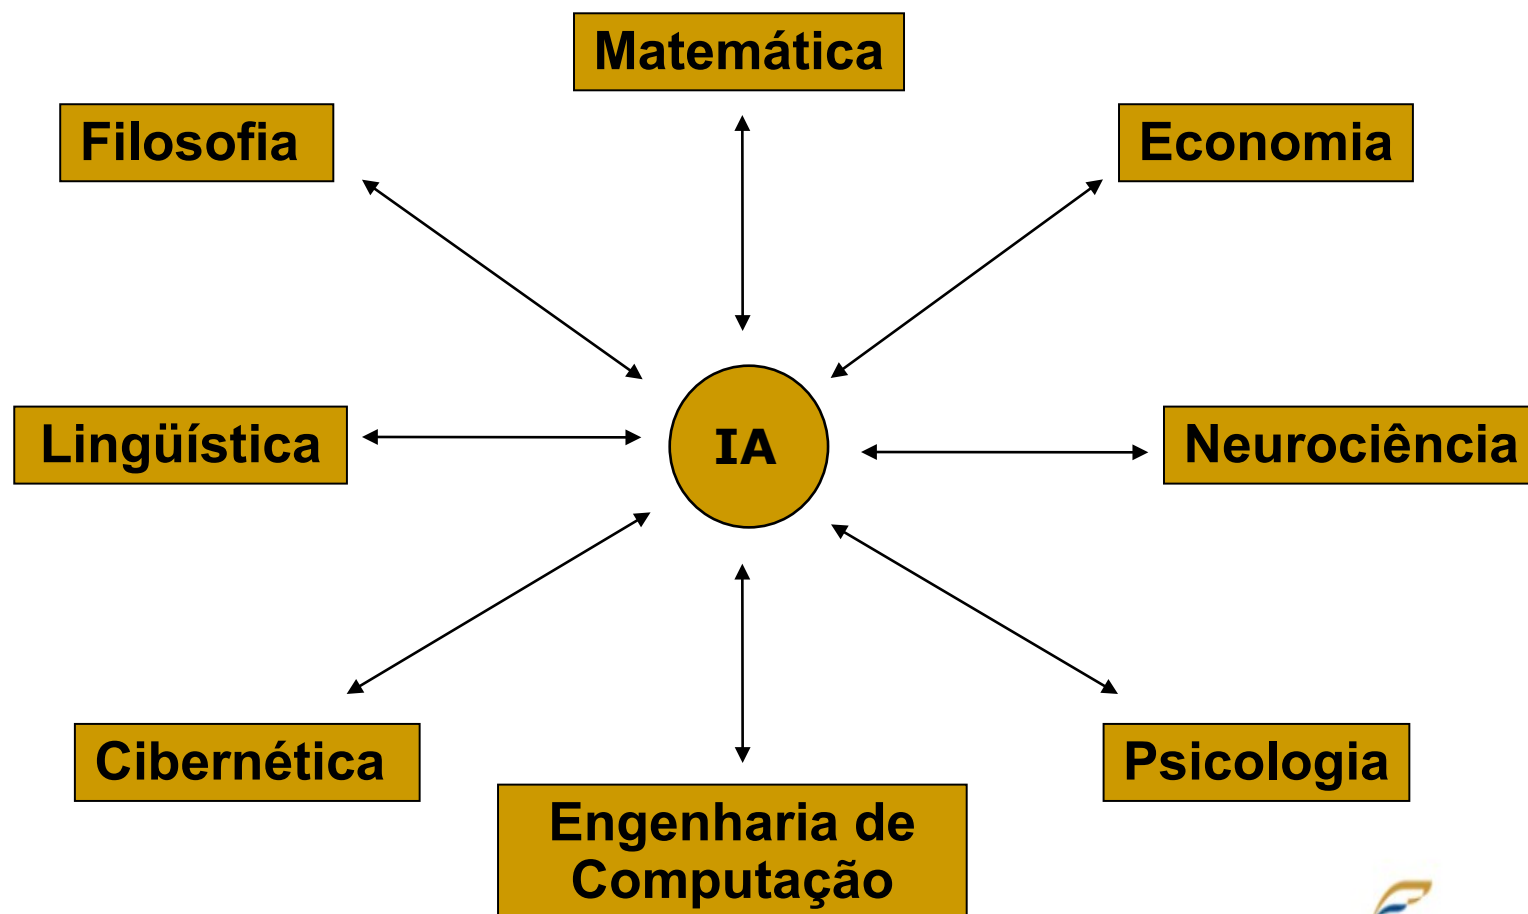 Matemática
Filosofia
Economia
Lingüística
IA
Neurociência
Cibernética
Psicologia
Engenharia de
Computação